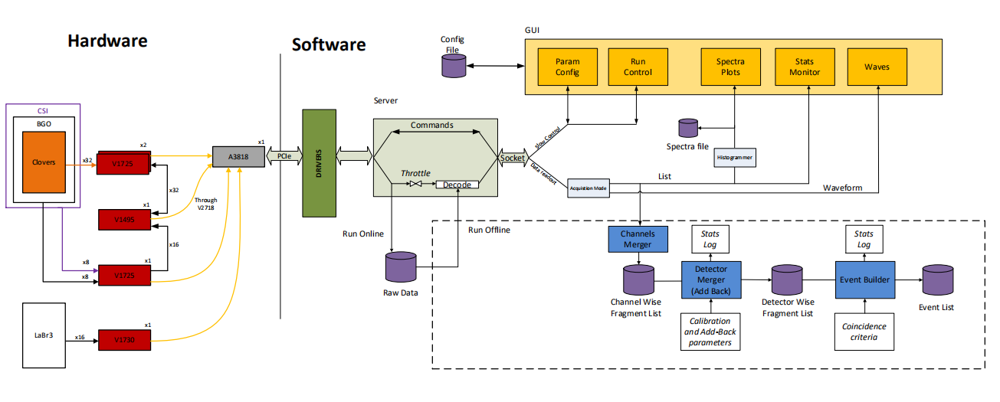 Hardware
Software
Config
File
GUI
Param
Config
Run
Control
Spectra
Plots
Stats
Monitor
Waves
Server
CSI
BGO
Clovers
x32
x2
V1725
x32
x1
V1495
Through
V2718
x16
x8
x8
x1
V1725
LaBr3
x16
x1
V1730
x1
A3818
PCIe
DRIVERS
Commands
Throttle
Decode
Socket
Slow Control
Data readout
Spectra file
Histogrammer
Acquistion Mode
List
Waveform
Run Online
Run Offline
Raw Data
Channels
Merger
Channel Wise
Fragment List
Stats
Log
Detector
Merger
(Add Back)
Calibration
and Add-Back
parameters
Detector Wise
Fragment List
Stats
Log
Event Builder
Coincidence
criteria
Event List